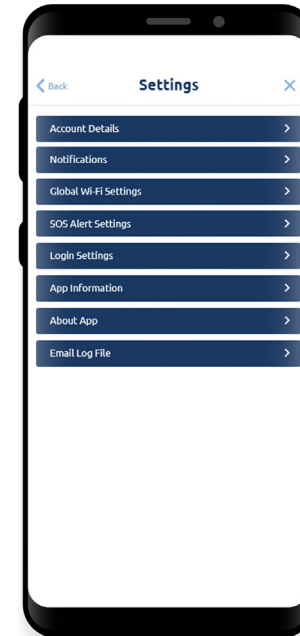 Back
Settings
Account Details
Notifications
Global Wi-Fi Settings
SOS Alert Settings
Login Settings
App Information
About App
Email Log File